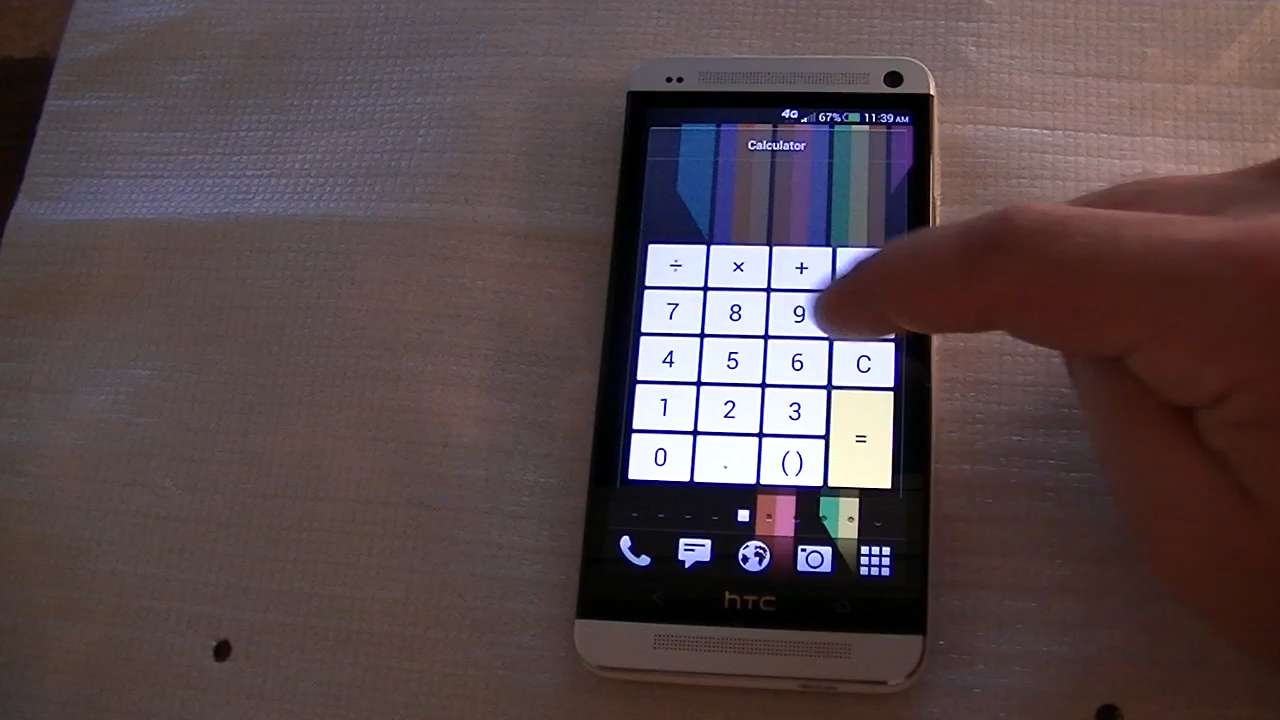 4G 67% 11:39 AM
Calculator
÷ × +
7 8 9
4 5 6 C
1 2 3
0 . ( ) =
hTC